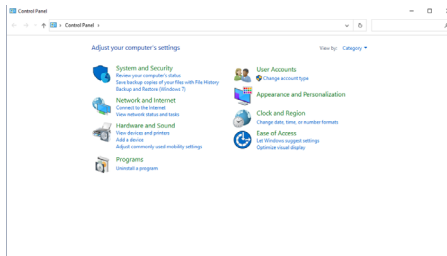 Control Panel
Control Panel
Adjust your computer's settings
View by: Category
System and Security
Review your computer's status
Save backup copies of your files with File History
Backup and Restore (Windows 7)
Network and Internet
Connect to the Internet
View network status and tasks
Hardware and Sound
View devices and printers
Add a device
Adjust commonly used mobility settings
Programs
Uninstall a program
User Accounts
Change account type
Appearance and Personalization
Clock and Region
Change date, time, or number formats
Ease of Access
Let Windows suggest settings
Optimize visual display